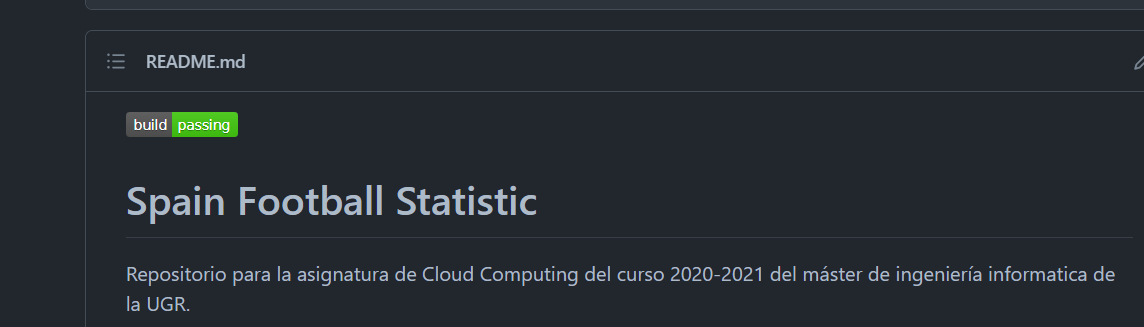 README.md
build passing
Spain Football Statistic
Repositorio para la asignatura de Cloud Computing del curso 2020-2021 del máster de ingeniería informatica de
la UGR.